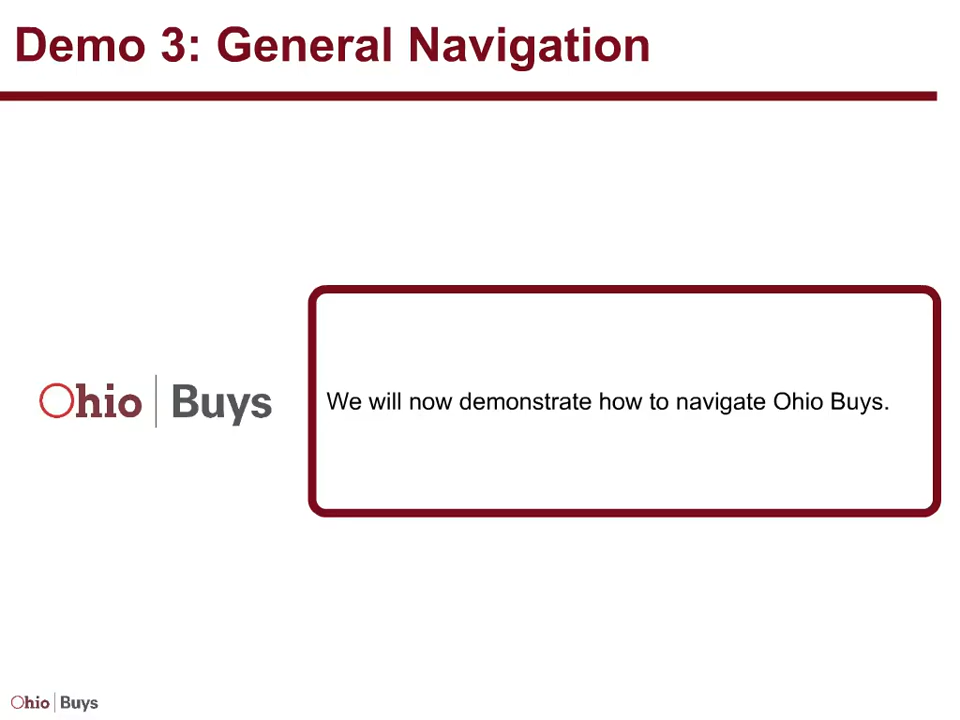 Demo 3: General Navigation
Ohio Buys
We will now demonstrate how to navigate Ohio Buys.
Ohio Buys